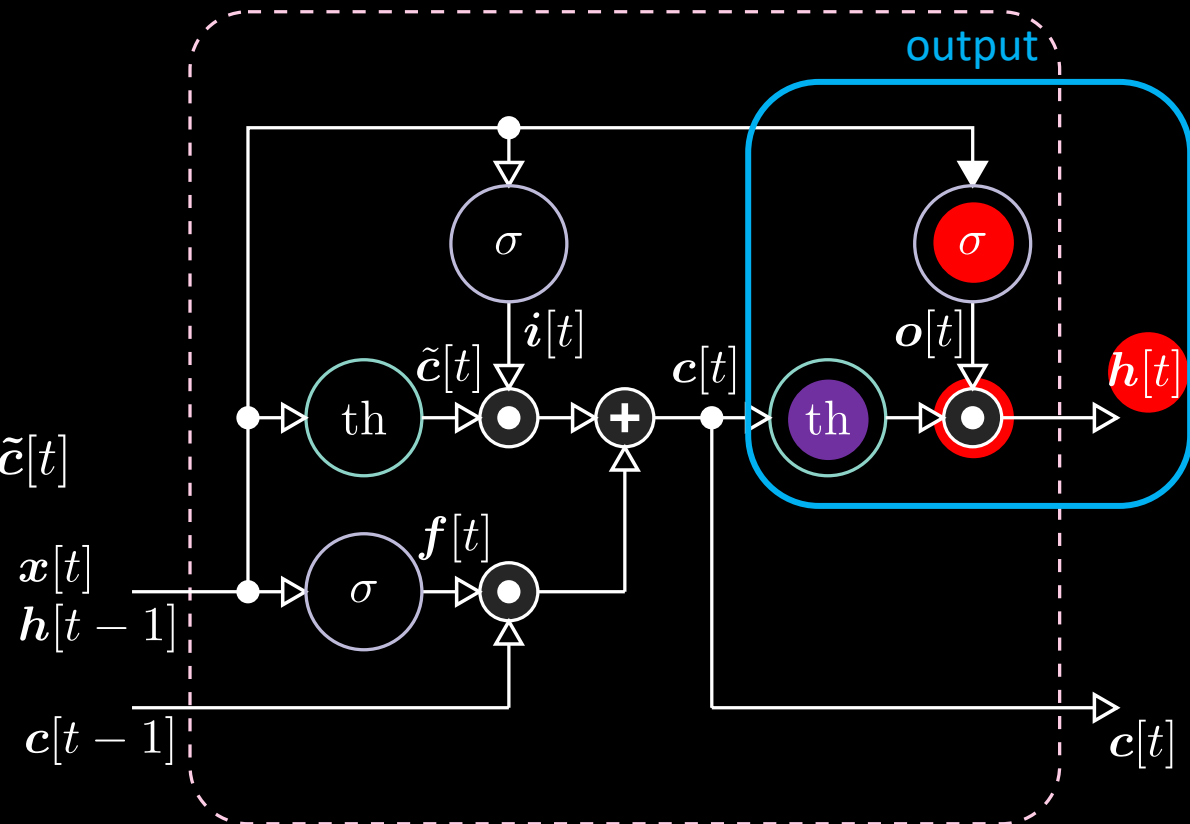 output
σ
σ
i[t]
o[t]
c̃[t]
c[t]
h[t]
th
th
c̃[t]
f[t]
x[t]
σ
h[t − 1]
c[t − 1]
c[t]